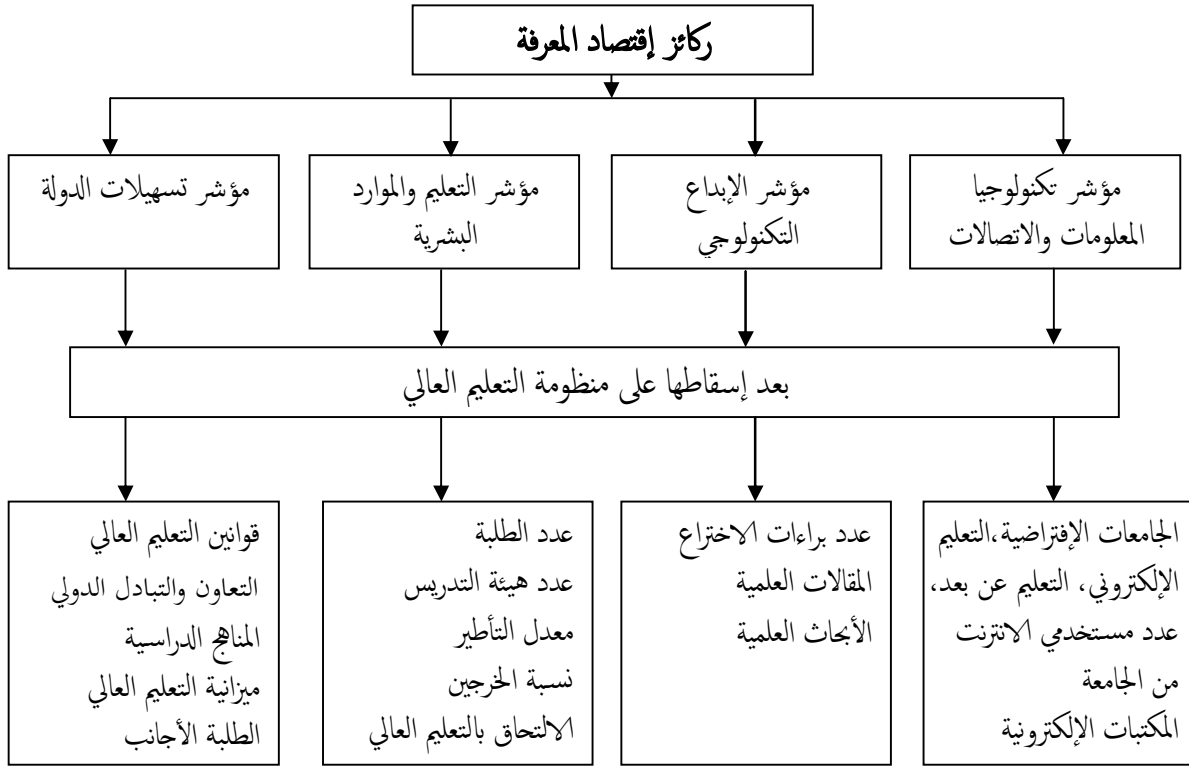 ركائز إقتصاد المعرفة
مؤشر تكنولوجيا
المعلومات والاتصالات
مؤشر الإبداع
التكنولوجي
مؤشر التعليم والموارد
البشرية
مؤشر تسهيلات الدولة
بعد إسقاطها على منظومة التعليم العالي
الجامعات الإفتراضية،التعليم
الإلكتروني، التعليم عن بعد،
عدد مستخدمي الانترنت
من الجامعة
المكتبات الإلكترونية
عدد براءات الاختراع
المقالات العلمية
الأبحاث العلمية
عدد الطلبة
عدد هيئة التدريس
معدل التأطير
نسبة الخرجين
الالتحاق بالتعليم العالي
قوانين التعليم العالي
التعاون والتبادل الدولي
المناهج الدراسية
ميزانية التعليم العالي
الطلبة الأجانب